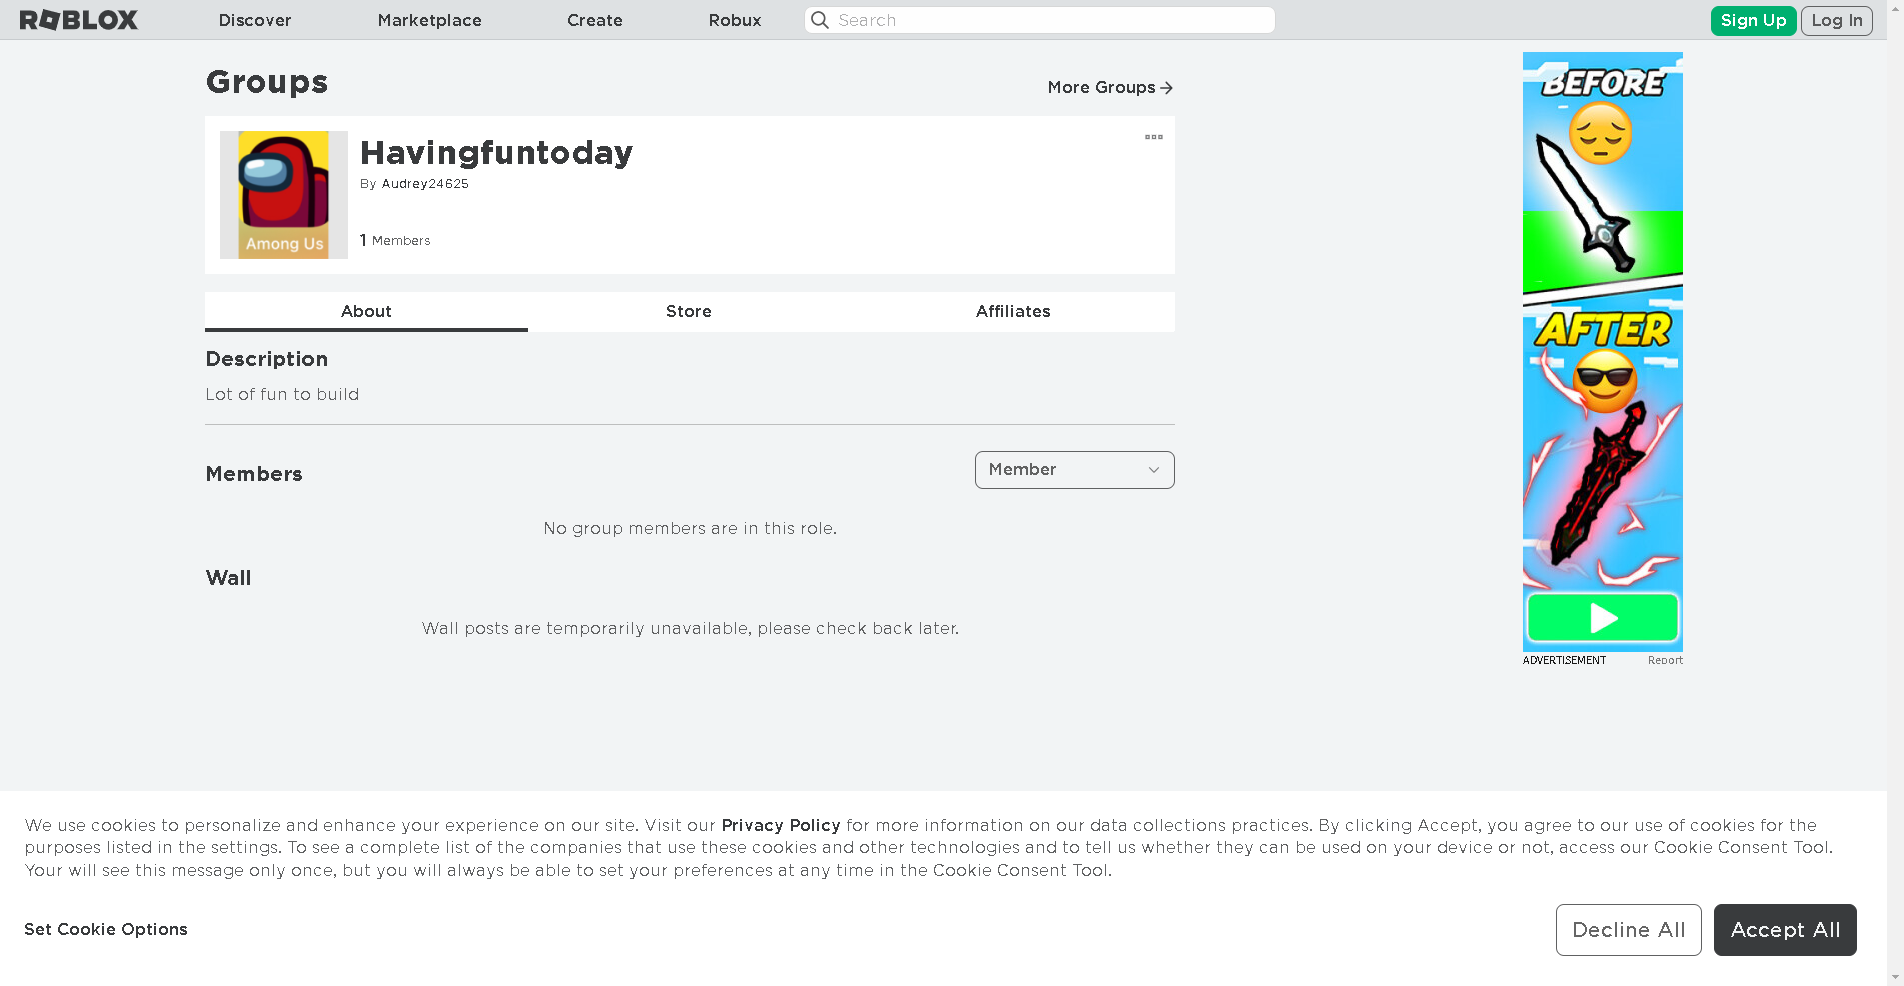 ROBLOX Discover Marketplace Create Robux Search Sign Up Log In
Groups
More Groups
Havingfuntoday
By Audrey24625
1 Members
Among Us
About Store Affiliates
Description
Lot of fun to build
Members
Member
No group members are in this role.
Wall
Wall posts are temporarily unavailable, please check back later.
BEFORE
AFTER
ADVERTISEMENT Report
We use cookies to personalize and enhance your experience on our site. Visit our Privacy Policy for more information on our data collections practices. By clicking Accept, you agree to our use of cookies for the
purposes listed in the settings. To see a complete list of the companies that use these cookies and other technologies and to tell us whether they can be used on your device or not, access our Cookie Consent Tool.
Your will see this message only once, but you will always be able to set your preferences at any time in the Cookie Consent Tool.
Set Cookie Options
Decline All
Accept All